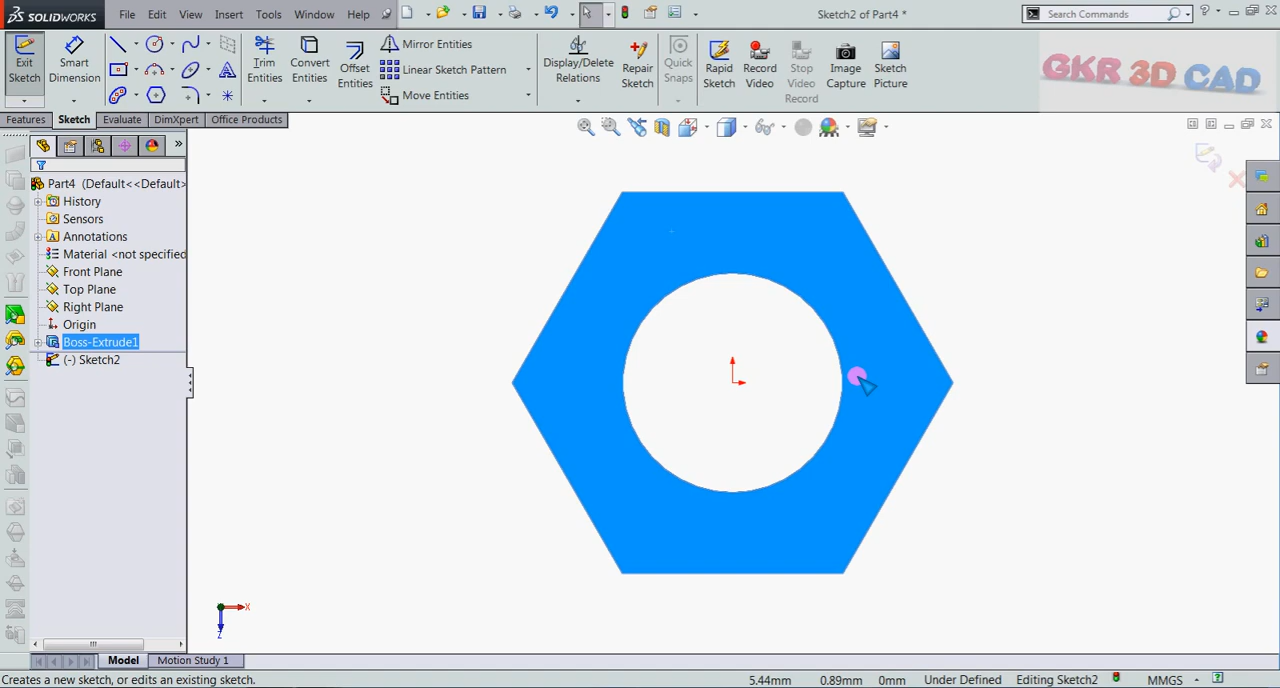 SOLIDWORKS File Edit View Insert Tools Window Help Sketch2 of Part4 * Search Commands ?
Exit Sketch
Smart Dimension
Trim Entities
Convert Entities
Offset Entities
Mirror Entities
Linear Sketch Pattern
Move Entities
Display/Delete Relations
Repair Sketch
Quick Snaps
Rapid Sketch
Record Video
Stop Video Record
Image Capture
Sketch Picture
GKR 3D CAD
Features Sketch Evaluate DimXpert Office Products
»
Part4 (Default<<Default>
History
Sensors
Annotations
Material <not specified
Front Plane
Top Plane
Right Plane
Origin
Boss-Extrude1
(-) Sketch2
X
Z
Model Motion Study 1
Creates a new sketch, or edits an existing sketch. 5.44mm 0.89mm 0mm Under Defined Editing Sketch2 MMGS ?